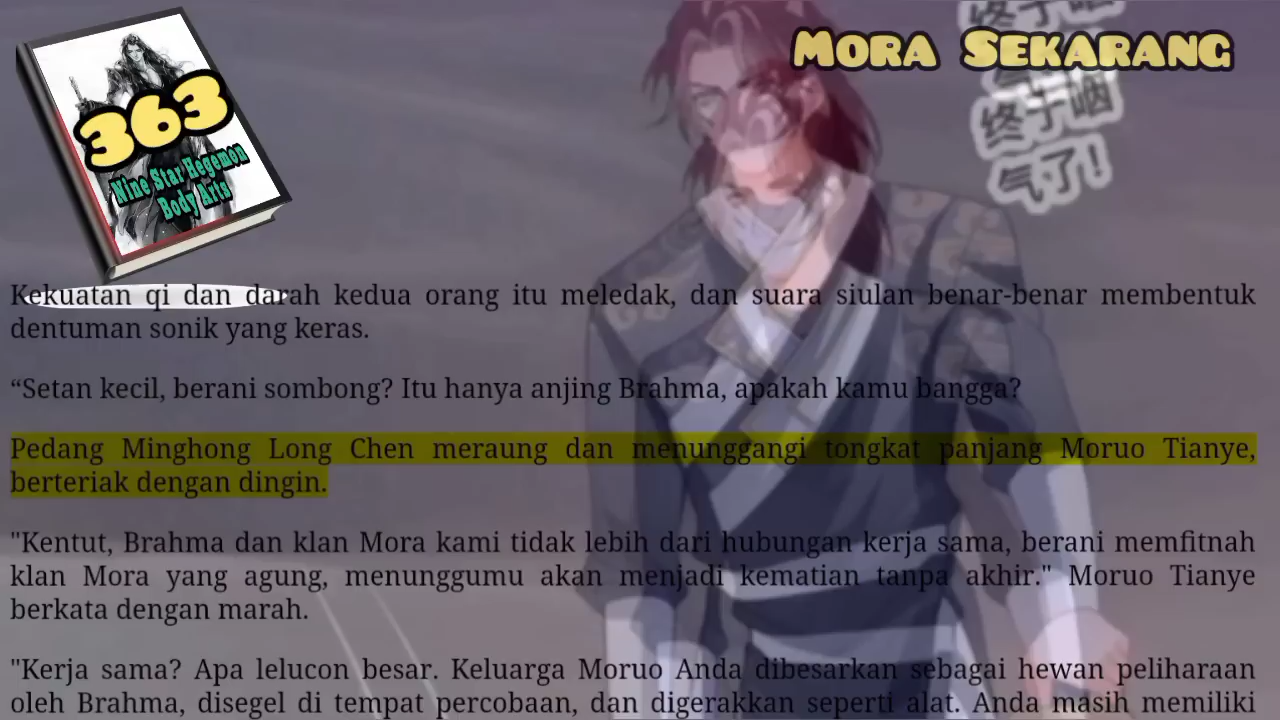 363
Nine Star Hegemon
Body Arts
Mora Sekarang
终于咽
气了!
Kekuatan qi dan darah kedua orang itu meledak, dan suara siulan benar-benar membentuk
dentuman sonik yang keras.
“Setan kecil, berani sombong? Itu hanya anjing Brahma, apakah kamu bangga?
Pedang Minghong Long Chen meraung dan menunggangi tongkat panjang Moruo Tianye,
berteriak dengan dingin.
"Kentut, Brahma dan klan Mora kami tidak lebih dari hubungan kerja sama, berani memfitnah
klan Mora yang agung, menunggumu akan menjadi kematian tanpa akhir." Moruo Tianye
berkata dengan marah.
"Kerja sama? Apa lelucon besar. Keluarga Moruo Anda dibesarkan sebagai hewan peliharaan
oleh Brahma, disegel di tempat percobaan, dan digerakkan seperti alat. Anda masih memiliki